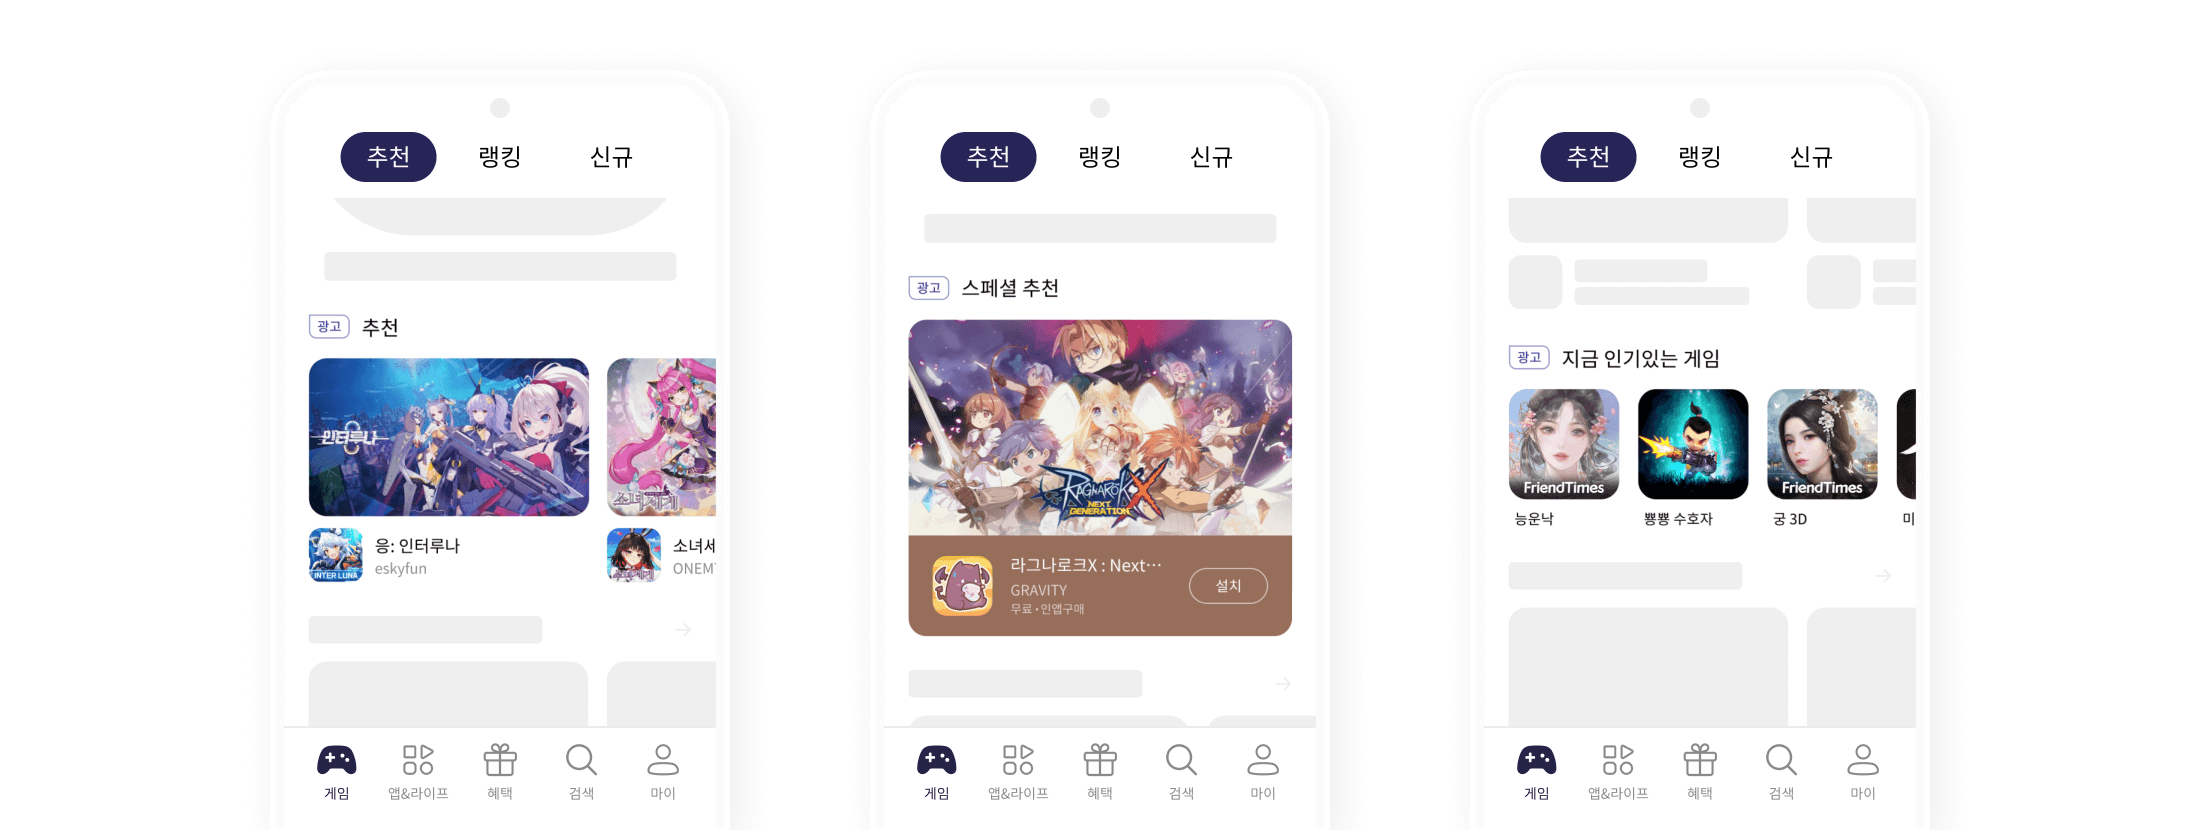 추천 랭킹 신규
광고 추천
인터루나
소녀세계
INTER LUNA
응: 인터루나
eskyfun
소녀세
ONEM
게임 앱&라이프 혜택 검색 마이
추천 랭킹 신규
광고 스페셜 추천
RAGNAROK X
NEXT
GENERATION
라그나로크X : Next⋯
GRAVITY
무료 • 인앱구매
설치
게임 앱&라이프 혜택 검색 마이
추천 랭킹 신규
광고 지금 인기있는 게임
FriendTimes
FriendTimes
능운낙
뿅뿅 수호자
궁 3D
미
게임 앱&라이프 혜택 검색 마이